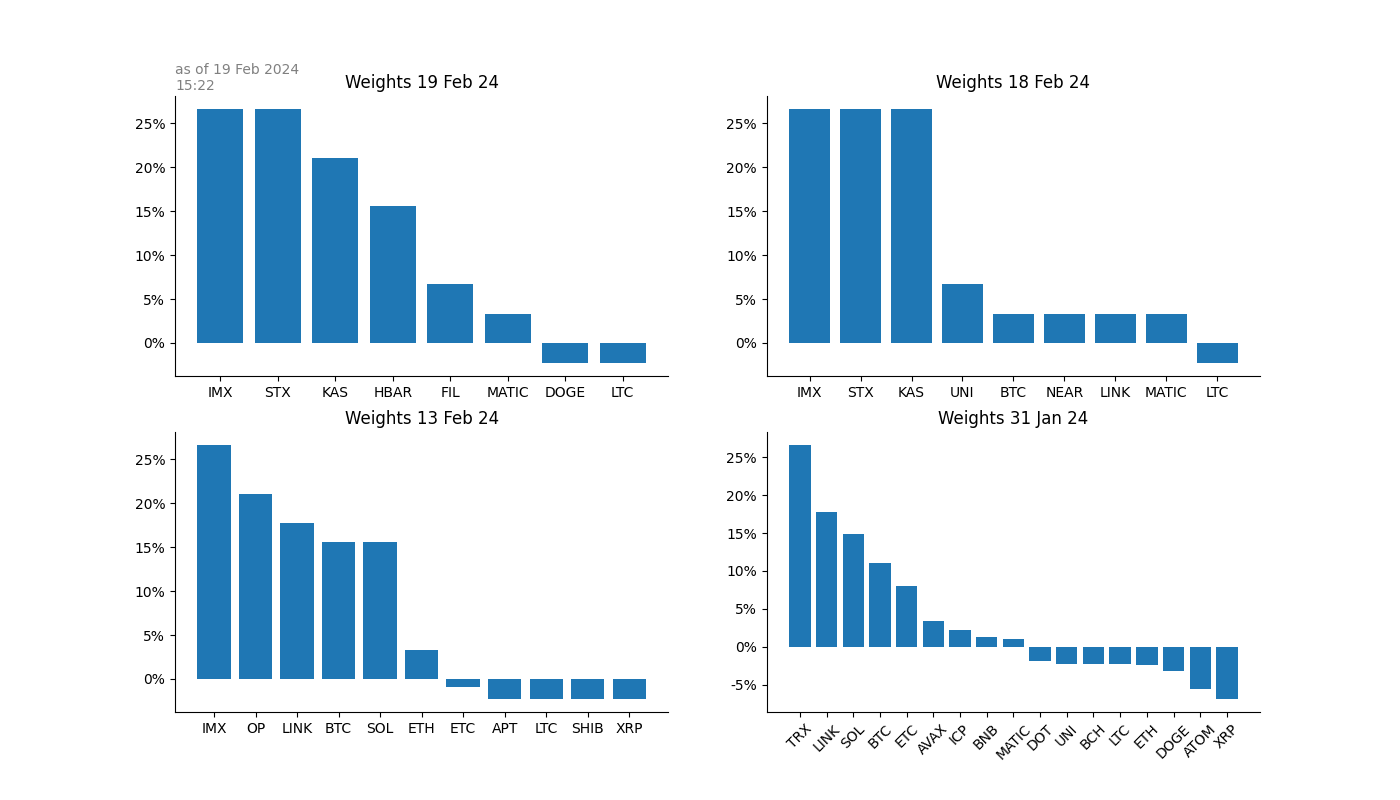 as of 19 Feb 2024
15:22
Weights 19 Feb 24
25%
20%
15%
10%
5%
0%
IMX STX KAS HBAR FIL MATIC DOGE LTC
Weights 18 Feb 24
25%
20%
15%
10%
5%
0%
IMX STX KAS UNI BTC NEAR LINK MATIC LTC
Weights 13 Feb 24
25%
20%
15%
10%
5%
0%
IMX OP LINK BTC SOL ETH ETC APT LTC SHIB XRP
Weights 31 Jan 24
25%
20%
15%
10%
5%
0%
-5%
TRX LINK SOL BTC ETC AVAX ICP BNB MATIC DOT UNI BCH LTC ETH DOGE ATOM XRP